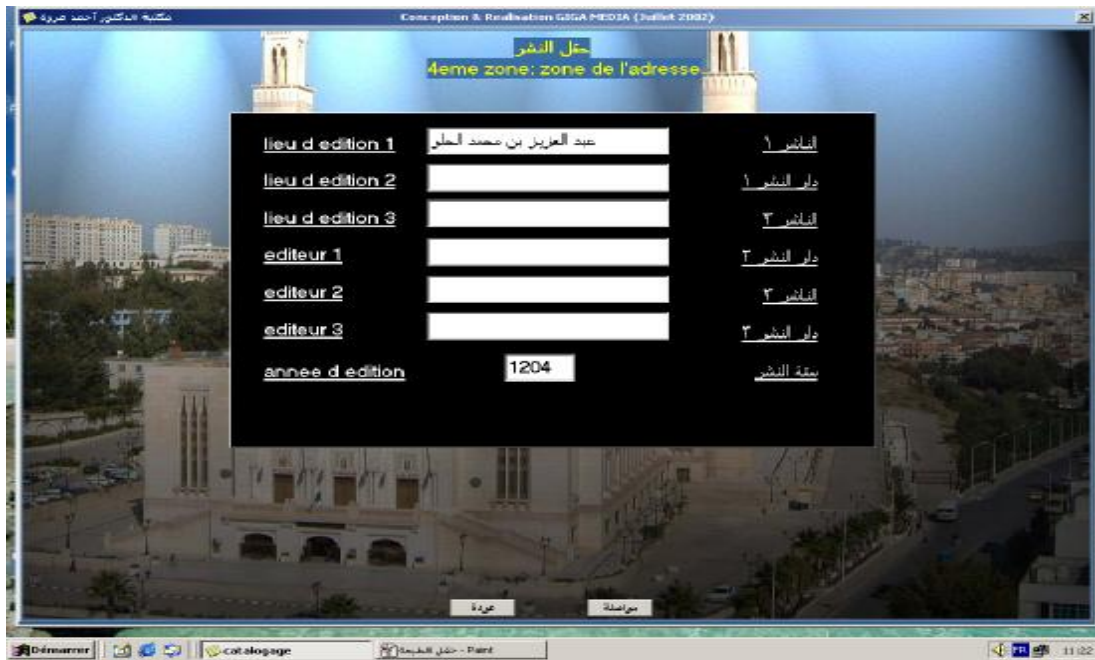 مكتبة الدكتور أحمد عروة
Conception & Realisation GIGA MEDIA (Juillet 2002)
حقل النشر
4eme zone: zone de l'adresse
lieu d edition 1 عبد العزيز بن محمد الحلو الناشر ١
lieu d edition 2 دار النشر ١
lieu d edition 3 الناشر ٢
editeur 1 دار النشر ٢
editeur 2 الناشر ٣
editeur 3 دار النشر ٣
annee d edition 1204 سنة النشر
عودة مواصلة
Démarrer catalogage حقل الطبعة - Paint FR 11:22